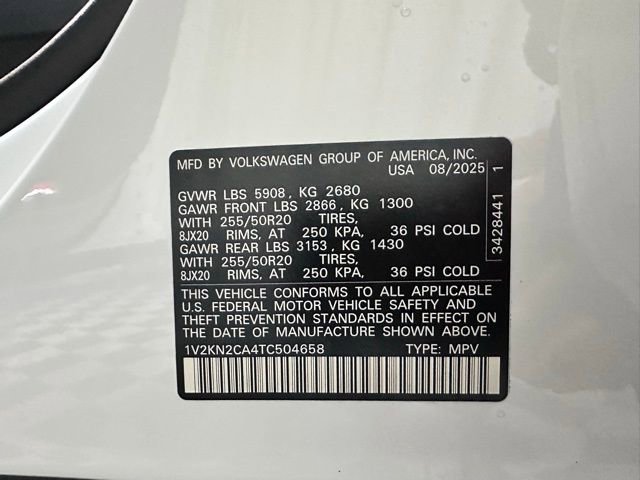 MFD BY VOLKSWAGEN GROUP OF AMERICA, INC.
USA 08/2025
GVWR LBS 5908, KG 2680
GAWR FRONT LBS 2866, KG 1300
WITH 255/50R20 TIRES,
8JX20 RIMS, AT 250 KPA, 36 PSI COLD
GAWR REAR LBS 3153, KG 1430
WITH 255/50R20 TIRES,
8JX20 RIMS, AT 250 KPA, 36 PSI COLD
THIS VEHICLE CONFORMS TO ALL APPLICABLE
U.S. FEDERAL MOTOR VEHICLE SAFETY AND
THEFT PREVENTION STANDARDS IN EFFECT ON
THE DATE OF MANUFACTURE SHOWN ABOVE.
1V2KN2CA4TC504658 TYPE: MPV
3428441 1